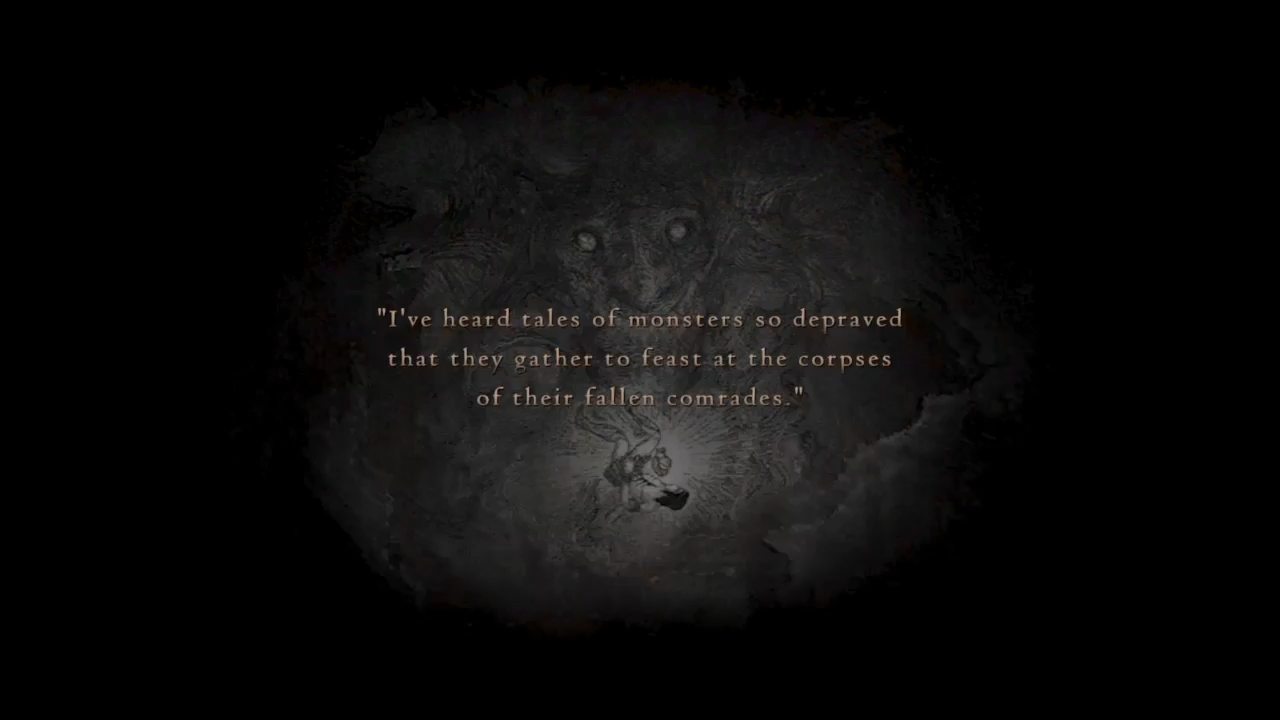 "I've heard tales of monsters so depraved
that they gather to feast at the corpses
of their fallen comrades."